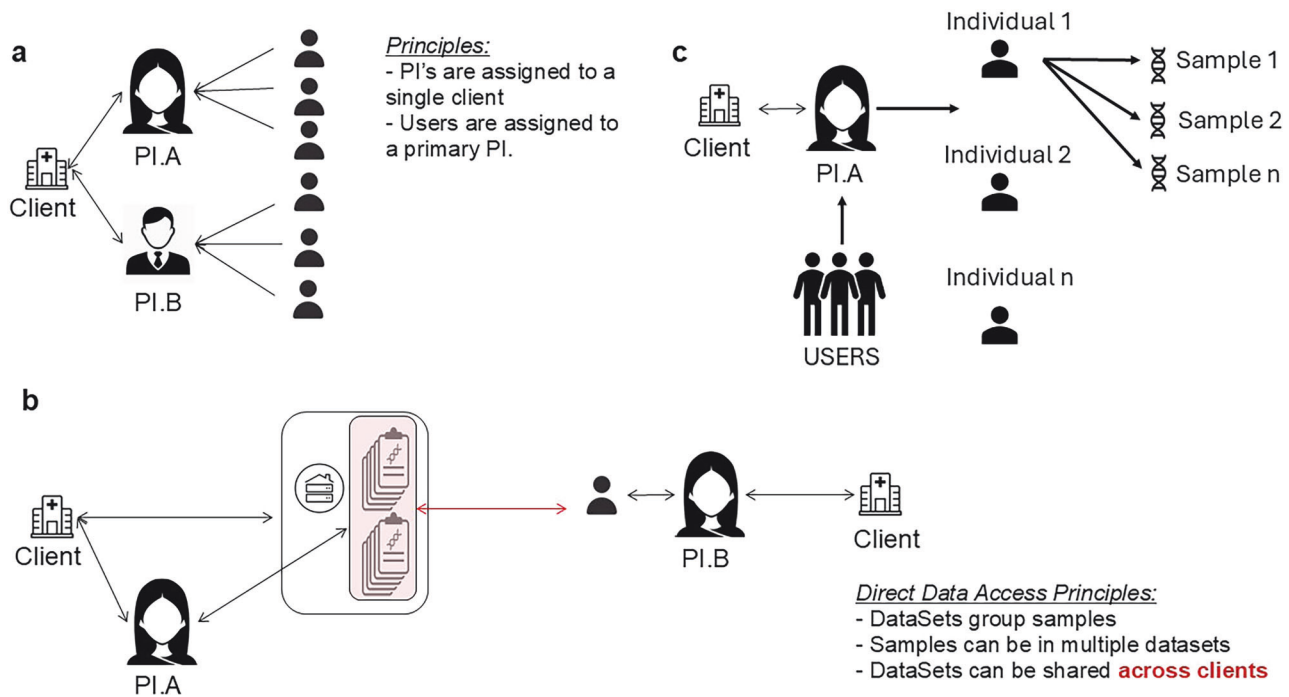 a
PI.A
Client
PI.B
Principles:
- PI's are assigned to a
single client
- Users are assigned to
a primary PI.
c
Client
PI.A
USERS
Individual 1
Individual 2
Individual n
Sample 1
Sample 2
Sample n
b
Client
PI.A
PI.B
Client
Direct Data Access Principles:
- DataSets group samples
- Samples can be in multiple datasets
- DataSets can be shared across clients